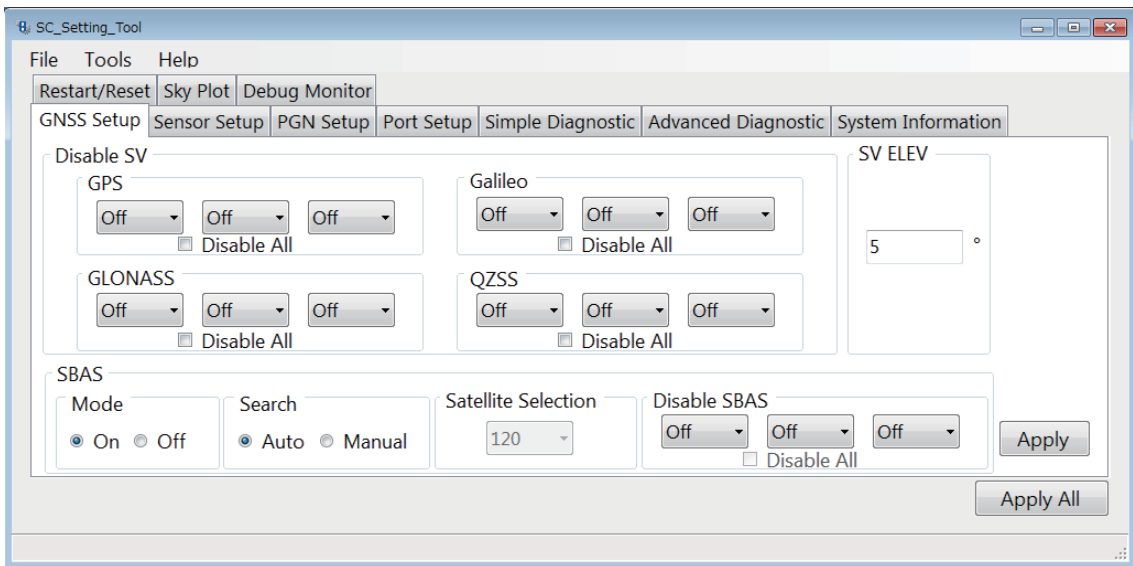 SC_Setting_Tool
File Tools Help
Restart/Reset Sky Plot Debug Monitor
GNSS Setup Sensor Setup PGN Setup Port Setup Simple Diagnostic Advanced Diagnostic System Information
Disable SV
GPS
Off Off Off
Disable All
Galileo
Off Off Off
Disable All
GLONASS
Off Off Off
Disable All
QZSS
Off Off Off
Disable All
SV ELEV
5 °
SBAS
Mode
On Off
Search
Auto Manual
Satellite Selection
120
Disable SBAS
Off Off Off
Disable All
Apply
Apply All